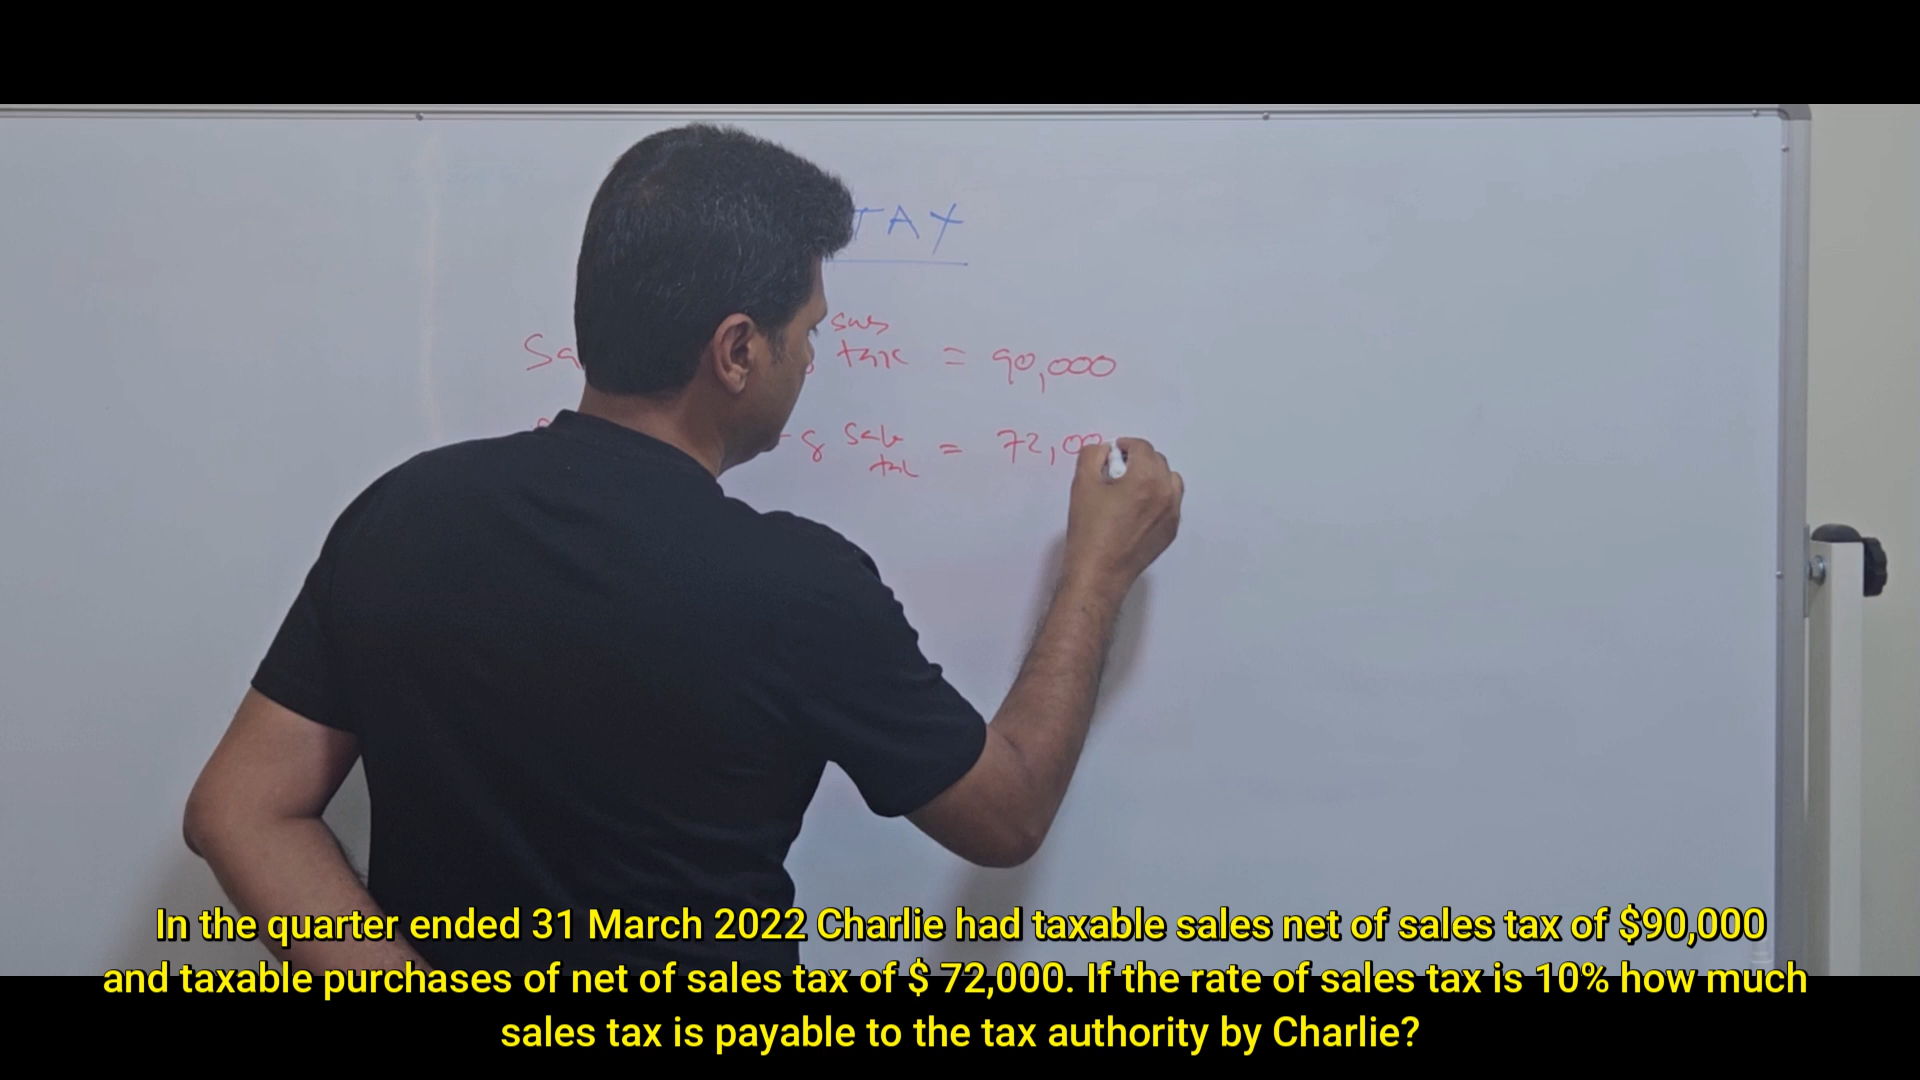 TAX
sales
Sa tax = 90,000
g sale = 72,00
tax
In the quarter ended 31 March 2022 Charlie had taxable sales net of sales tax of $90,000
and taxable purchases of net of sales tax of $ 72,000. If the rate of sales tax is 10% how much
sales tax is payable to the tax authority by Charlie?